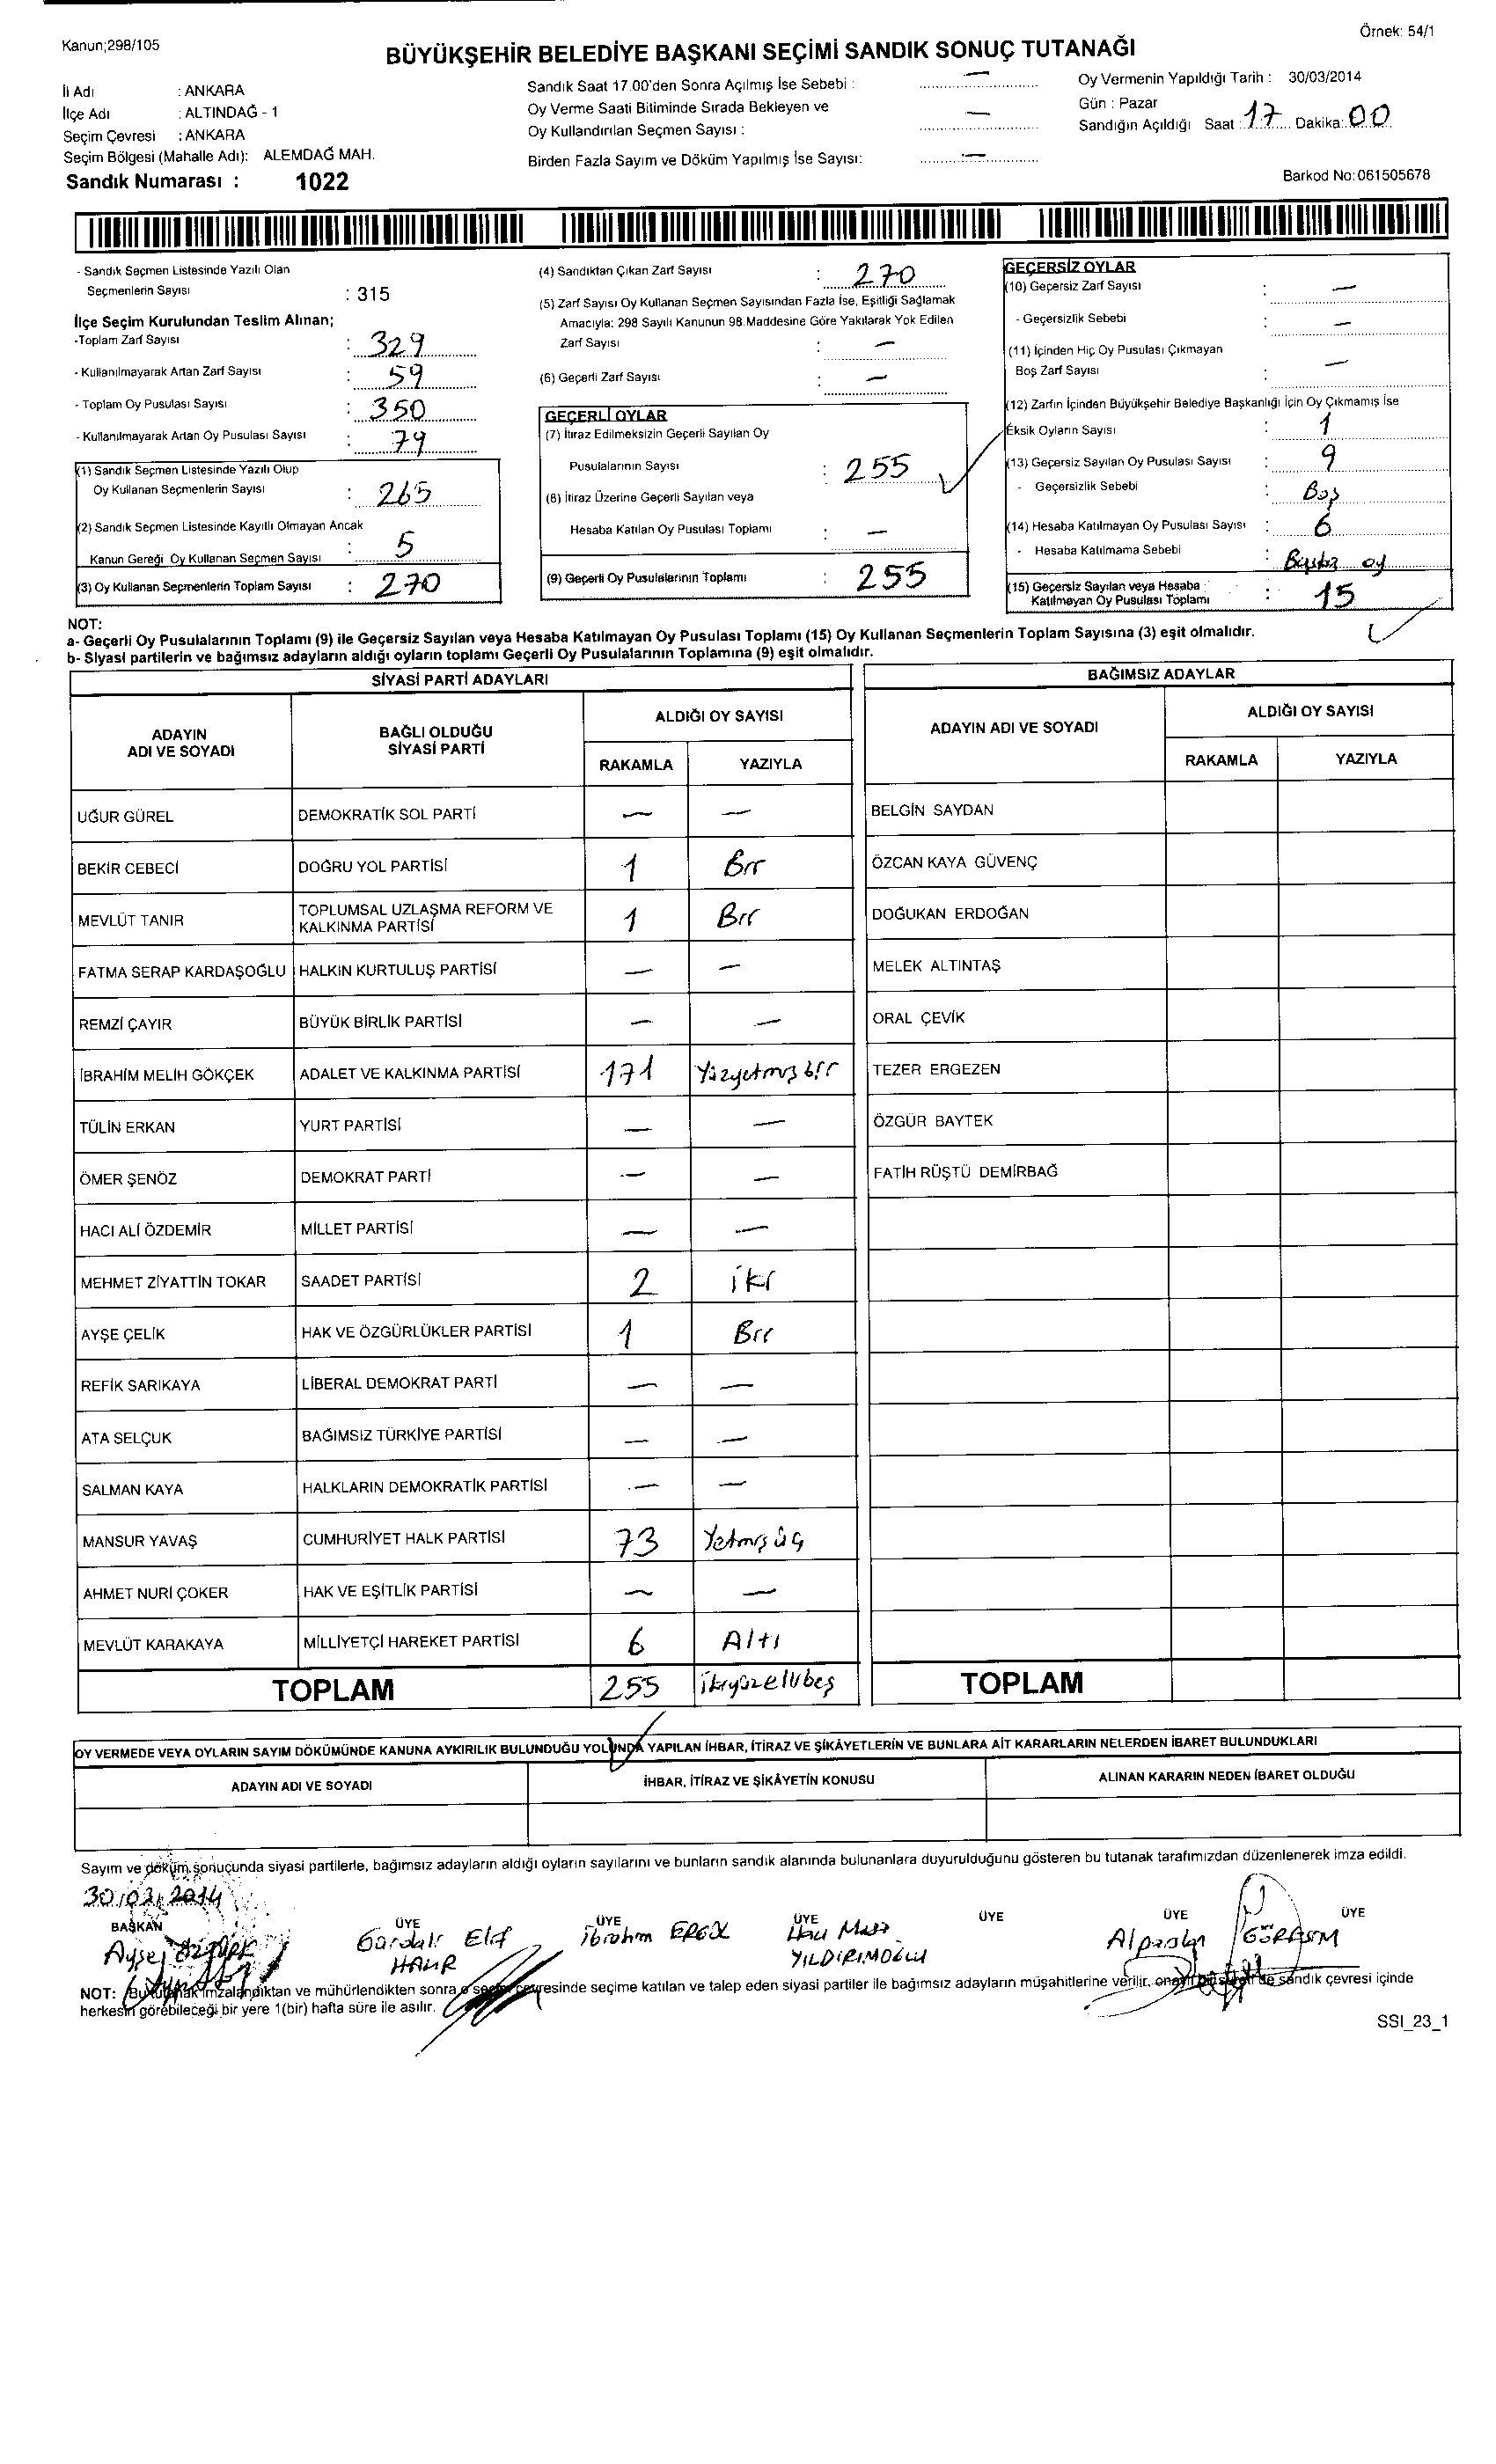 Kanun;298/105
Örnek: 54/1
BÜYÜKŞEHİR BELEDİYE BAŞKANI SEÇİMİ SANDIK SONUÇ TUTANAĞI
İl Adı : ANKARA
İlçe Adı : ALTINDAĞ - 1
Seçim Çevresi : ANKARA
Seçim Bölgesi (Mahalle Adı): ALEMDAĞ MAH.
Sandık Numarası : 1022
Sandık Saat 17.00'den Sonra Açılmış İse Sebebi : —
Oy Verme Saati Bitiminde Sırada Bekleyen ve
Oy Kullandırılan Seçmen Sayısı : —
Birden Fazla Sayım ve Döküm Yapılmış İse Sayısı: —
Oy Vermenin Yapıldığı Tarih : 30/03/2014
Gün : Pazar
Sandığın Açıldığı Saat : 17 Dakika: 00
Barkod No:061505678
- Sandık Seçmen Listesinde Yazılı Olan
Seçmenlerin Sayısı : 315
İlçe Seçim Kurulundan Teslim Alınan;
-Toplam Zarf Sayısı : 329
- Kullanılmayarak Artan Zarf Sayısı : 59
- Toplam Oy Pusulası Sayısı : 350
- Kullanılmayarak Artan Oy Pusulası Sayısı : 79
(1) Sandık Seçmen Listesinde Yazılı Olup
Oy Kullanan Seçmenlerin Sayısı : 265
(2) Sandık Seçmen Listesinde Kayıtlı Olmayan Ancak
Kanun Gereği Oy Kullanan Seçmen Sayısı : 5
(3) Oy Kullanan Seçmenlerin Toplam Sayısı : 270
(4) Sandıktan Çıkan Zarf Sayısı : 270
(5) Zarf Sayısı Oy Kullanan Seçmen Sayısından Fazla İse, Eşitliği Sağlamak
Amacıyla: 298 Sayılı Kanunun 98.Maddesine Göre Yakılarak Yok Edilen
Zarf Sayısı : —
(6) Geçerli Zarf Sayısı : —
GEÇERLİ OYLAR
(7) İtiraz Edilmeksizin Geçerli Sayılan Oy
Pusulalarının Sayısı : 255
(8) İtiraz Üzerine Geçerli Sayılan veya
Hesaba Katılan Oy Pusulası Toplamı : —
(9) Geçerli Oy Pusulalarının Toplamı : 255
GEÇERSİZ OYLAR
(10) Geçersiz Zarf Sayısı : —
- Geçersizlik Sebebi : —
(11) İçinden Hiç Oy Pusulası Çıkmayan
Boş Zarf Sayısı : —
(12) Zarfın İçinden Büyükşehir Belediye Başkanlığı İçin Oy Çıkmamış İse
Eksik Oyların Sayısı : 1
(13) Geçersiz Sayılan Oy Pusulası Sayısı : 9
- Geçersizlik Sebebi : Boş
(14) Hesaba Katılmayan Oy Pusulası Sayısı : 6
- Hesaba Katılmama Sebebi : oy
(15) Geçersiz Sayılan veya Hesaba :
Katılmayan Oy Pusulası Toplamı : 15
NOT:
a- Geçerli Oy Pusulalarının Toplamı (9) ile Geçersiz Sayılan veya Hesaba Katılmayan Oy Pusulası Toplamı (15) Oy Kullanan Seçmenlerin Toplam Sayısına (3) eşit olmalıdır.
b- Siyasi partilerin ve bağımsız adayların aldığı oyların toplamı Geçerli Oy Pusulalarının Toplamına (9) eşit olmalıdır.
SİYASİ PARTİ ADAYLARI
ADAYIN
ADI VE SOYADI
BAĞLI OLDUĞU
SİYASİ PARTİ
ALDIĞI OY SAYISI
RAKAMLA YAZIYLA
UĞUR GÜREL DEMOKRATİK SOL PARTİ — —
BEKİR CEBECİ DOĞRU YOL PARTİSİ 1 Bir
MEVLÜT TANIR TOPLUMSAL UZLAŞMA REFORM VE
KALKINMA PARTİSİ 1 Bir
FATMA SERAP KARDAŞOĞLU HALKIN KURTULUŞ PARTİSİ — —
REMZİ ÇAYIR BÜYÜK BİRLİK PARTİSİ — —
İBRAHİM MELİH GÖKÇEK ADALET VE KALKINMA PARTİSİ 171 Yüzyetmiş bir
TÜLİN ERKAN YURT PARTİSİ — —
ÖMER ŞENÖZ DEMOKRAT PARTİ — —
HACI ALİ ÖZDEMİR MİLLET PARTİSİ — —
MEHMET ZİYATTİN TOKAR SAADET PARTİSİ 2 iki
AYŞE ÇELİK HAK VE ÖZGÜRLÜKLER PARTİSİ 1 Bir
REFİK SARIKAYA LİBERAL DEMOKRAT PARTİ — —
ATA SELÇUK BAĞIMSIZ TÜRKİYE PARTİSİ — —
SALMAN KAYA HALKLARIN DEMOKRATİK PARTİSİ — —
MANSUR YAVAŞ CUMHURİYET HALK PARTİSİ 73 Yetmiş üç
AHMET NURİ ÇOKER HAK VE EŞİTLİK PARTİSİ — —
MEVLÜT KARAKAYA MİLLİYETÇİ HAREKET PARTİSİ 6 Altı
TOPLAM 255 ikiyüzellibeş
BAĞIMSIZ ADAYLAR
ADAYIN ADI VE SOYADI
ALDIĞI OY SAYISI
RAKAMLA YAZIYLA
BELGİN SAYDAN
ÖZCAN KAYA GÜVENÇ
DOĞUKAN ERDOĞAN
MELEK ALTINTAŞ
ORAL ÇEVİK
TEZER ERGEZEN
ÖZGÜR BAYTEK
FATİH RÜŞTÜ DEMİRBAĞ
TOPLAM
OY VERMEDE VEYA OYLARIN SAYIM DÖKÜMÜNDE KANUNA AYKIRILIK BULUNDUĞU YOLUNDA YAPILAN İHBAR, İTİRAZ VE ŞİKÂYETLERİN VE BUNLARA AİT KARARLARIN NELERDEN İBARET BULUNDUKLARI
ADAYIN ADI VE SOYADI İHBAR, İTİRAZ VE ŞİKÂYETİN KONUSU ALINAN KARARIN NEDEN İBARET OLDUĞU
Sayım ve döküm sonucunda siyasi partilerle, bağımsız adayların aldığı oyların sayılarını ve bunların sandık alanında bulunanlara duyurulduğunu gösteren bu tutanak tarafımızdan düzenlenerek imza edildi.
30/03/2014
BAŞKAN ÜYE ÜYE ÜYE ÜYE ÜYE ÜYE
Elif ibrahim YILDIRIMOĞLU Alpaslan
NOT: Bu tutanak imzalandıktan ve mühürlendikten sonra o seçim çevresinde seçime katılan ve talep eden siyasi partiler ile bağımsız adayların müşahitlerine verilir, onaylı bir sureti de sandık çevresi içinde
herkesin görebileceği bir yere 1(bir) hafta süre ile asılır.
SSI_23_1